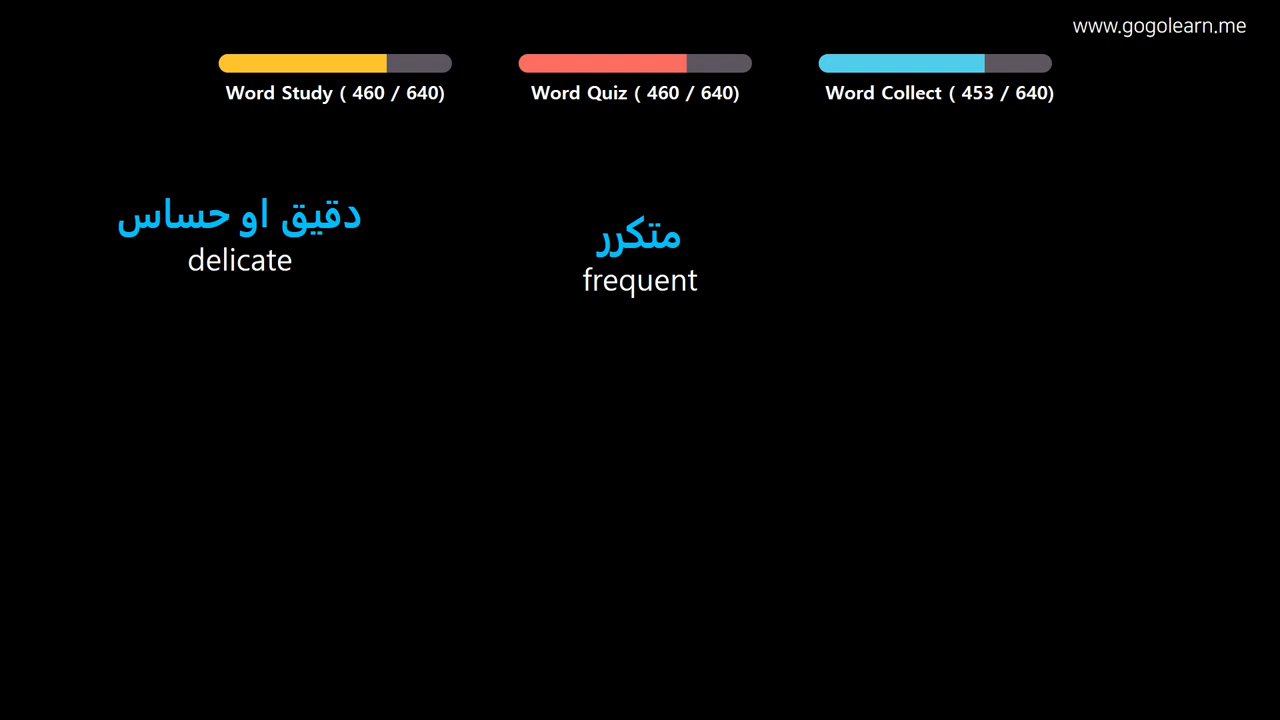 www.gogolearn.me
Word Study ( 460 / 640)
Word Quiz ( 460 / 640)
Word Collect ( 453 / 640)
دقيق او حساس
delicate
متكرر
frequent